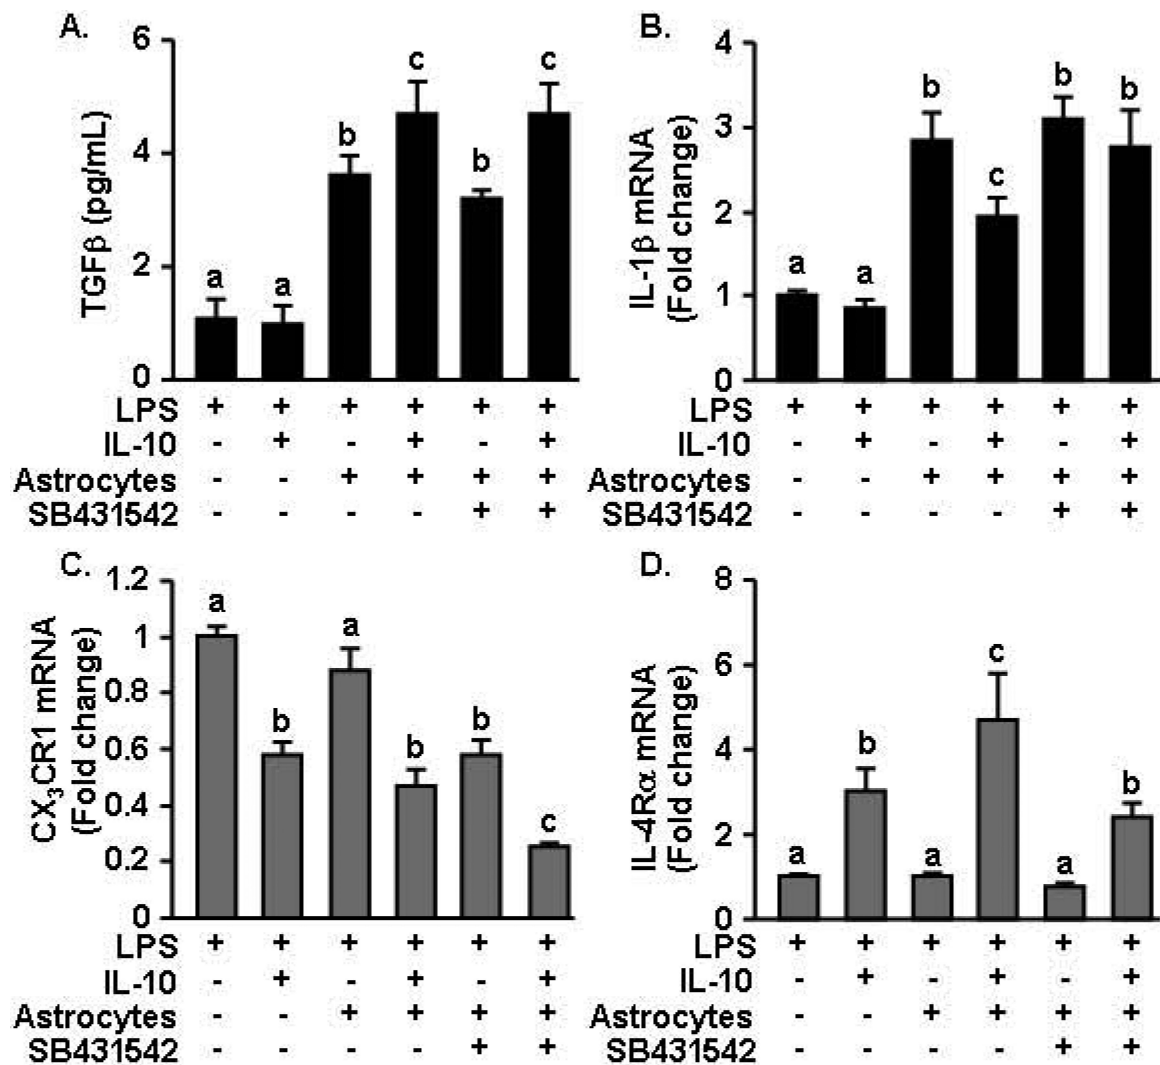 A.
TGFβ (pg/mL)
6
4
2
0
a a b c b c
LPS + + + + + +
IL-10 - + - + - +
Astrocytes - - + + + +
SB431542 - - - - + +
B.
IL-1β mRNA
(Fold change)
4
3
2
1
0
a a b c b b
LPS + + + + + +
IL-10 - + - + - +
Astrocytes - - + + + +
SB431542 - - - - + +
C.
CX₃CR1 mRNA
(Fold change)
1.2
1
0.8
0.6
0.4
0.2
0
a b a b b c
LPS + + + + + +
IL-10 - + - + - +
Astrocytes - - + + + +
SB431542 - - - - + +
D.
IL-4Rα mRNA
(Fold change)
8
6
4
2
0
a b a c a b
LPS + + + + + +
IL-10 - + - + - +
Astrocytes - - + + + +
SB431542 - - - - + +